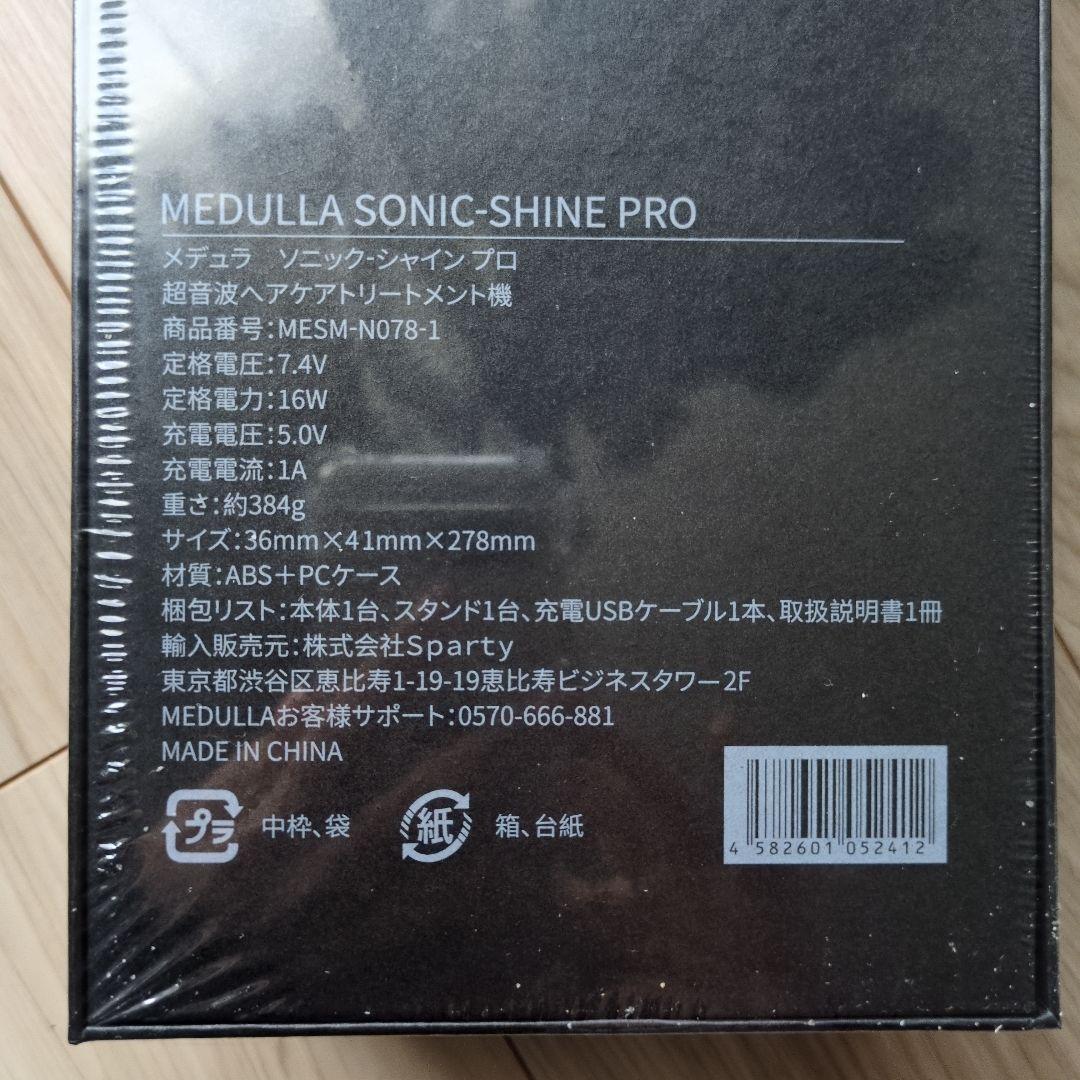 MEDULLA SONIC-SHINE PRO
メデュラ　ソニック-シャイン プロ
超音波ヘアケアトリートメント機
商品番号：MESM-N078-1
定格電圧：7.4V
定格電力：16W
充電電圧：5.0V
充電電流：1A
重さ：約384g
サイズ：36mm×41mm×278mm
材質：ABS＋PCケース
梱包リスト：本体1台、スタンド1台、充電USBケーブル1本、取扱説明書1冊
輸入販売元：株式会社Sparty
東京都渋谷区恵比寿1-19-19恵比寿ビジネスタワー2F
MEDULLAお客様サポート：0570-666-881
MADE IN CHINA
プラ 中枠、袋 紙 箱、台紙
4 582601 052412